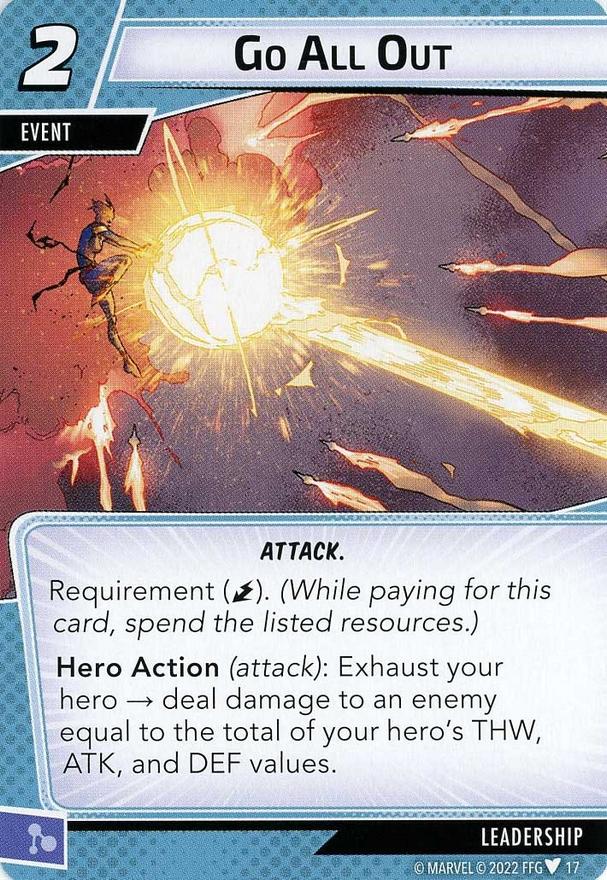 2
Go All Out
EVENT
ATTACK.
Requirement (). (While paying for this
card, spend the listed resources.)
Hero Action (attack): Exhaust your
hero → deal damage to an enemy
equal to the total of your hero's THW,
ATK, and DEF values.
LEADERSHIP
© MARVEL © 2022 FFG 17